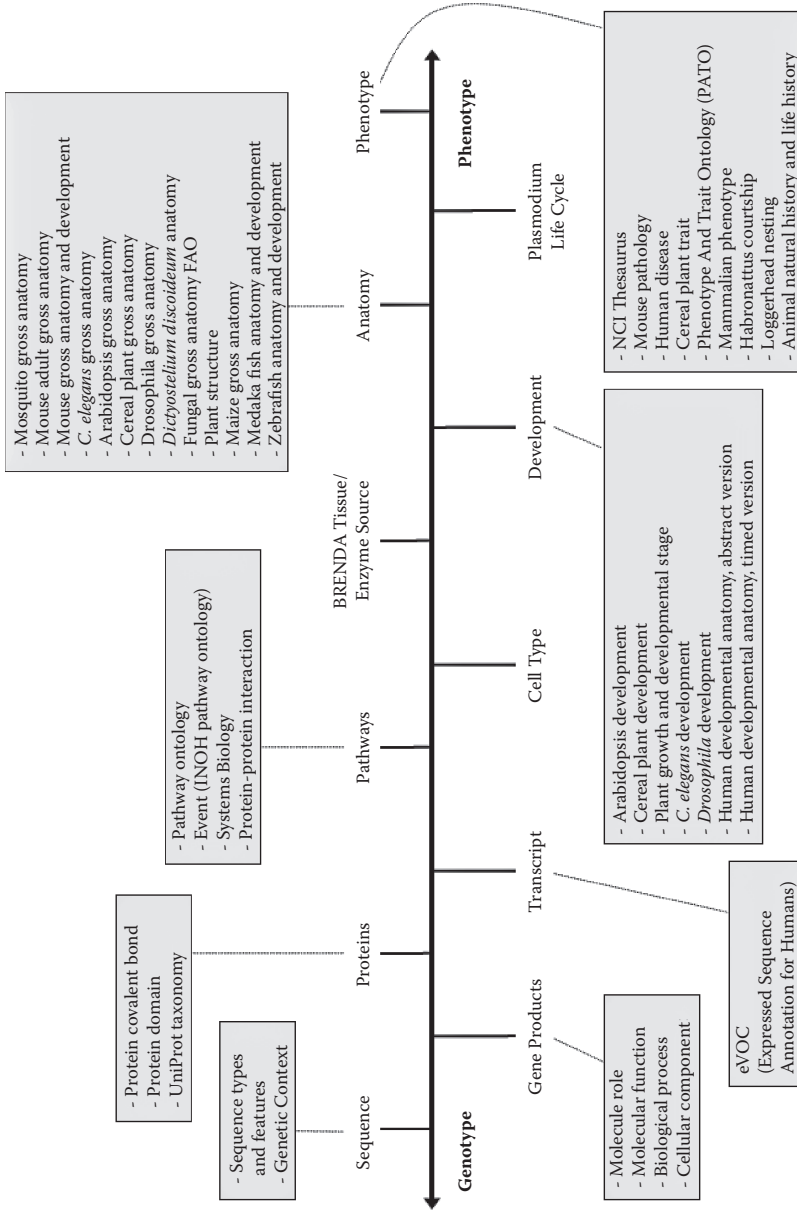 - Sequence types
and features
- Genetic Context
- Protein covalent bond
- Protein domain
- UniProt taxonomy
- Pathway ontology
- Event (INOH pathway ontology)
- Systems Biology
- Protein-protein interaction
- Mosquito gross anatomy
- Mouse adult gross anatomy
- Mouse gross anatomy and development
- C. elegans gross anatomy
- Arabidopsis gross anatomy
- Cereal plant gross anatomy
- Drosophila gross anatomy
- Dictyostelium discoideum anatomy
- Fungal gross anatomy FAO
- Plant structure
- Maize gross anatomy
- Medaka fish anatomy and development
- Zebrafish anatomy and development
Sequence
Proteins
Pathways
BRENDA Tissue/
Enzyme Source
Anatomy
Phenotype
Genotype
Phenotype
Gene Products
Transcript
Cell Type
Development
Plasmodium
Life Cycle
- Molecule role
- Molecular function
- Biological process
- Cellular component
eVOC
(Expressed Sequence
Annotation for Humans)
- Arabidopsis development
- Cereal plant development
- Plant growth and developmental stage
- C. elegans development
- Drosophila development
- Human developmental anatomy, abstract version
- Human developmental anatomy, timed version
- NCI Thesaurus
- Mouse pathology
- Human disease
- Cereal plant trait
- Phenotype And Trait Ontology (PATO)
- Mammalian phenotype
- Habronattus courtship
- Loggerhead nesting
- Animal natural history and life history